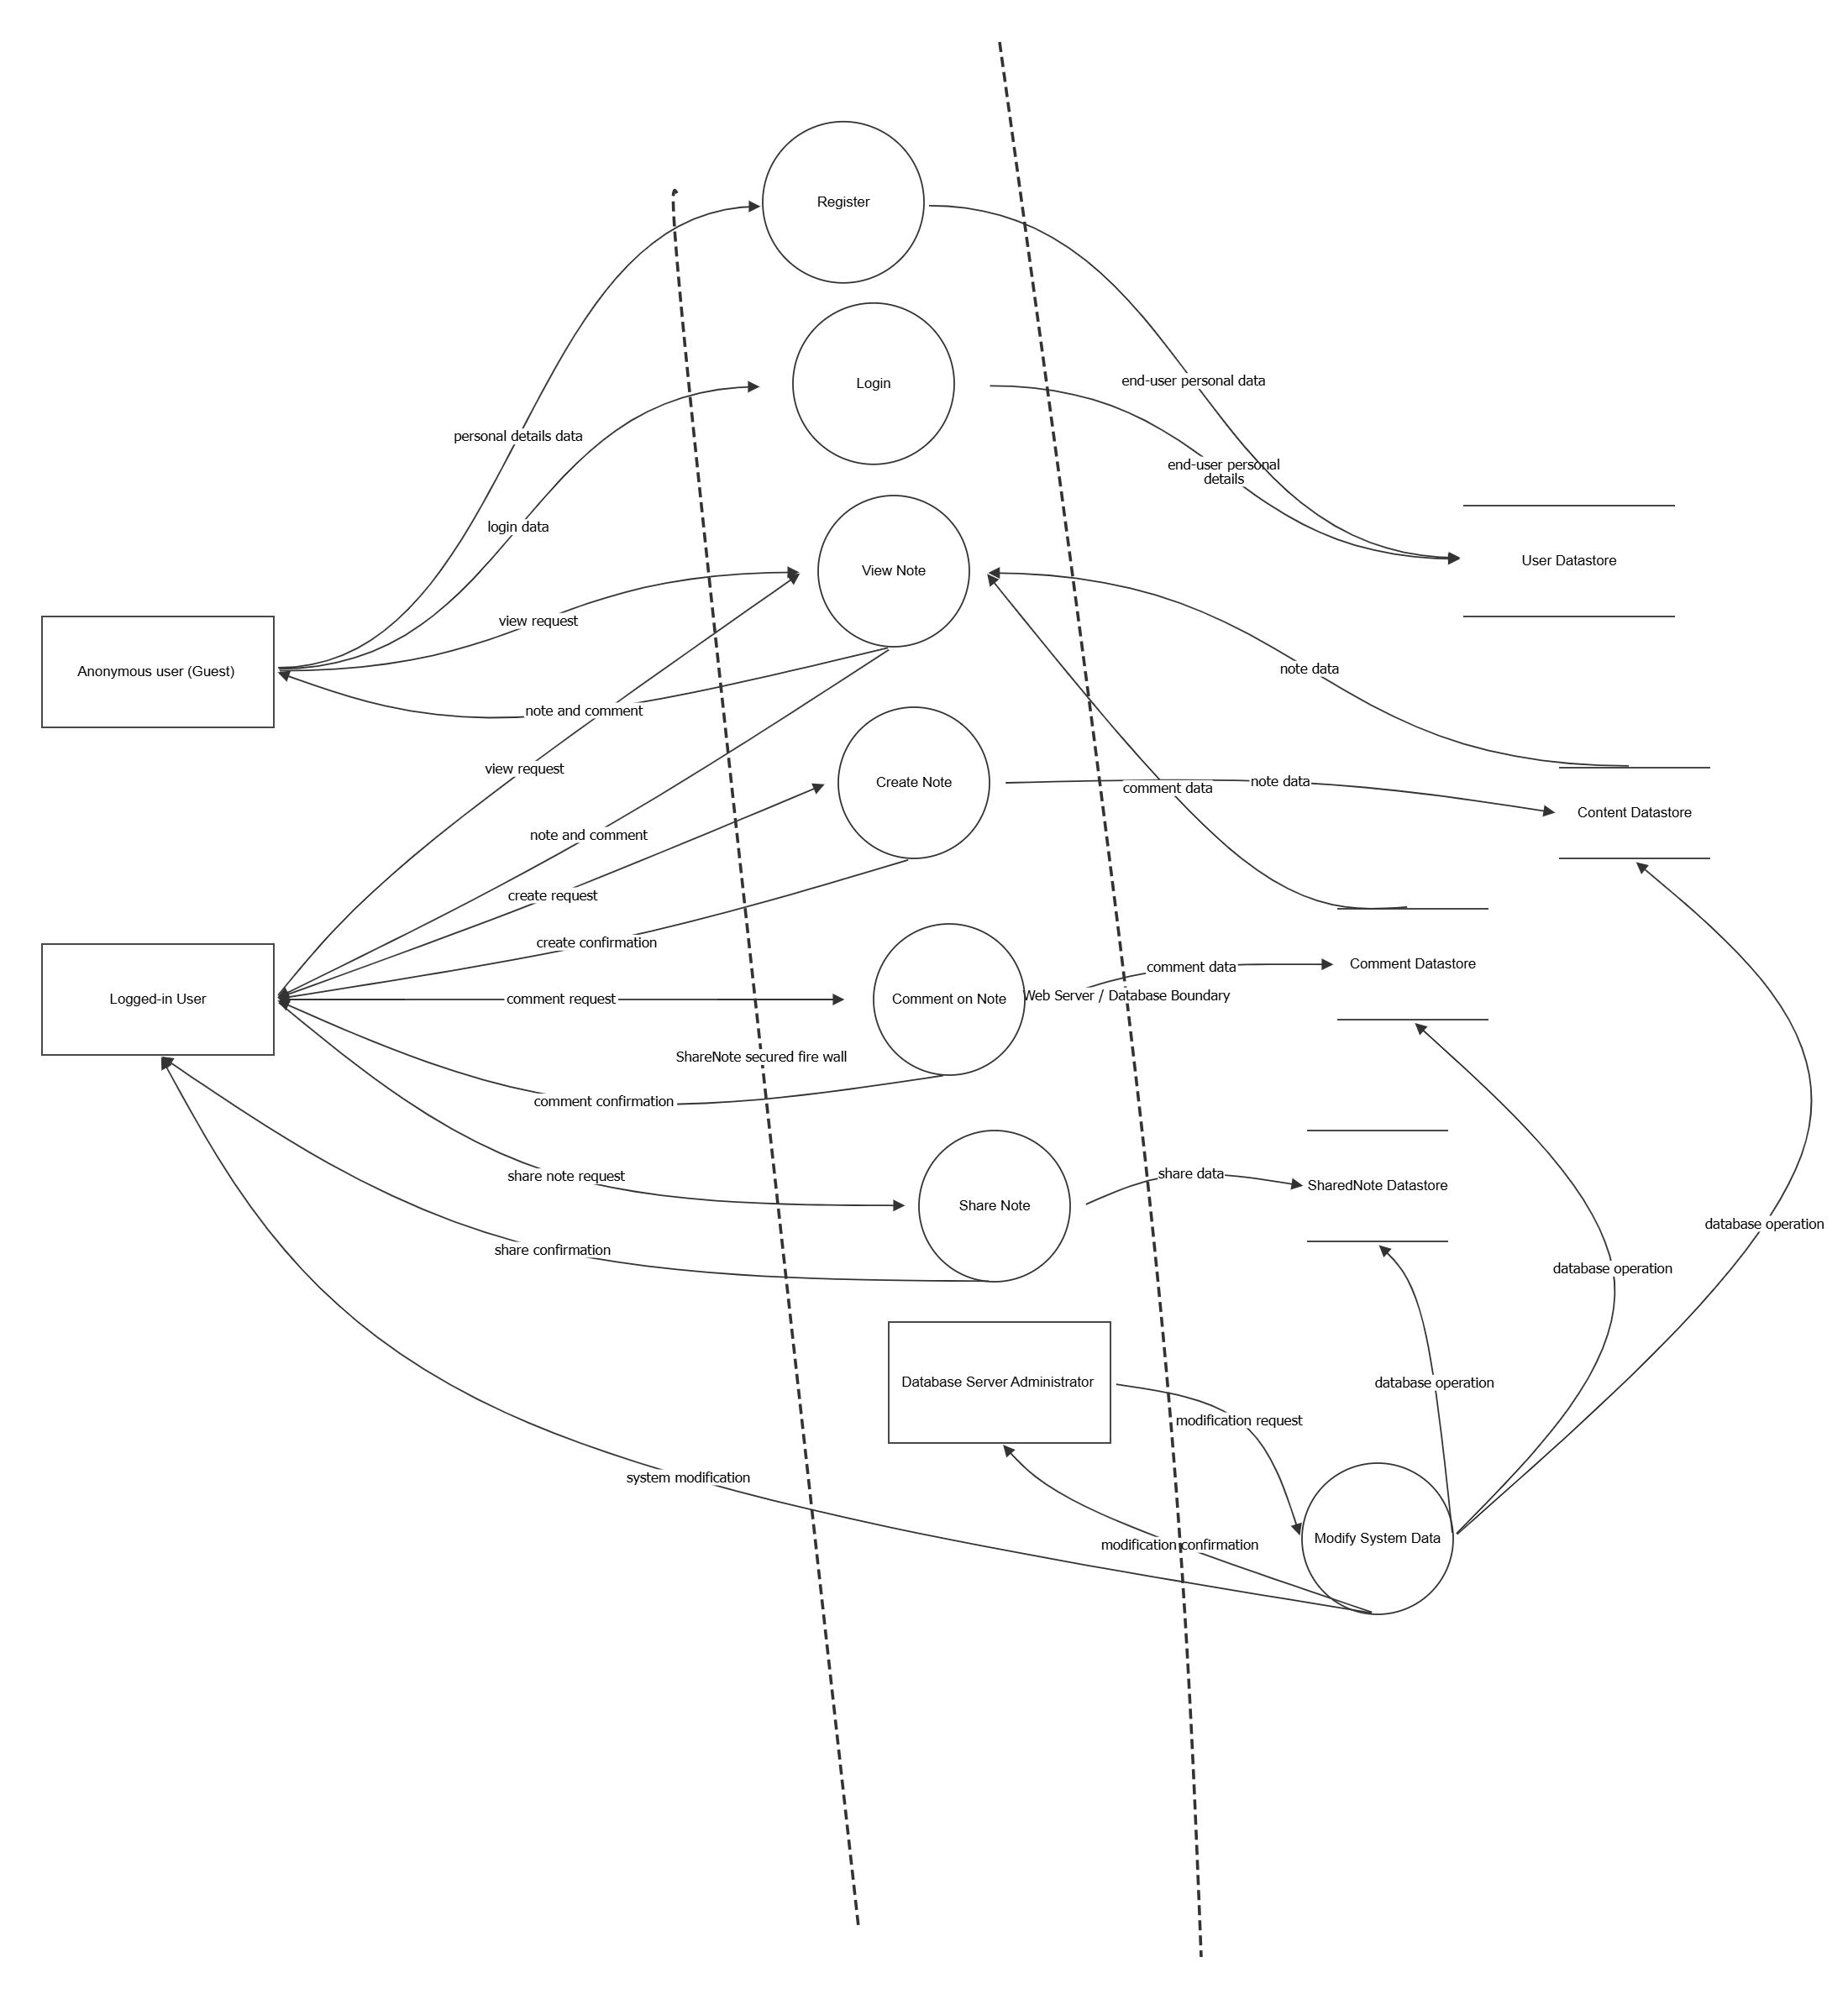 Register
Login
end-user personal data
personal details data
end-user personal
details
login data
User Datastore
View Note
view request
Anonymous user (Guest)
note data
note and comment
view request
Create Note
note data
comment data
Content Datastore
note and comment
create request
create confirmation
comment data
Comment Datastore
Logged-in User
comment request
Comment on Note
Web Server / Database Boundary
ShareNote secured fire wall
comment confirmation
share note request
share data
SharedNote Datastore
Share Note
database operation
share confirmation
database operation
Database Server Administrator
database operation
modification request
system modification
Modify System Data
modification confirmation